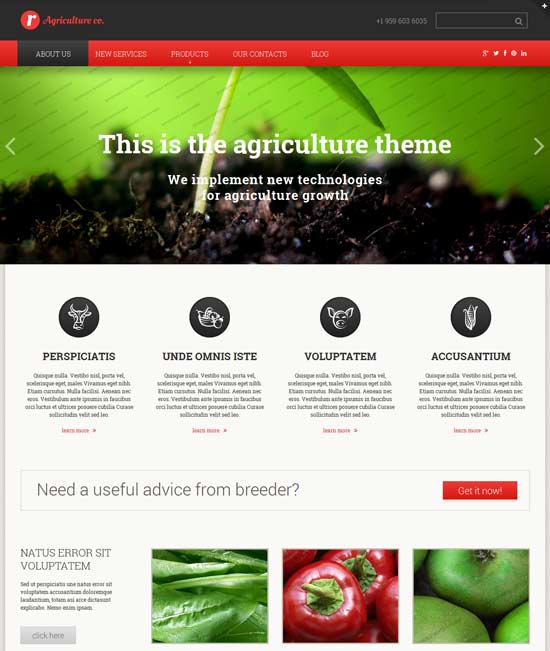 r Agriculture co.
+1 959 603 6035
ABOUT US NEW SERVICES PRODUCTS OUR CONTACTS BLOG
This is the agriculture theme
We implement new technologies
for agriculture growth
PERSPICIATIS
Quisque nulla. Vestibo nisl, porta vel,
scelerisque eget, males Vivamus eget nibh.
Etiam cursutus. Nulla facilisi. Aenean nec
eros. Vestibulum ante ipsumis in faucibus
orci luctus et ultrices posuere cubilia Curase
sollicitudin velit sed leo.
learn more »
UNDE OMNIS ISTE
Quisque nulla. Vestibo nisl, porta vel,
scelerisque eget, males Vivamus eget nibh.
Etiam cursutus. Nulla facilisi. Aenean nec
eros. Vestibulum ante ipsumis in faucibus
orci luctus et ultrices posuere cubilia Curase
sollicitudin velit sed leo.
learn more »
VOLUPTATEM
Quisque nulla. Vestibo nisl, porta vel,
scelerisque eget, males Vivamus eget nibh.
Etiam cursutus. Nulla facilisi. Aenean nec
eros. Vestibulum ante ipsumis in faucibus
orci luctus et ultrices posuere cubilia Curase
sollicitudin velit sed leo.
learn more »
ACCUSANTIUM
Quisque nulla. Vestibo nisl, porta vel,
scelerisque eget, males Vivamus eget nibh.
Etiam cursutus. Nulla facilisi. Aenean nec
eros. Vestibulum ante ipsumis in faucibus
orci luctus et ultrices posuere cubilia Curase
sollicitudin velit sed leo.
learn more »
Need a useful advice from breeder?
Get it now!
NATUS ERROR SIT
VOLUPTATEM
Sed ut perspiciatis une natus error sit
voluptatem accusantium doloremque
laudantium, totam asi arce dictasunt
explicabo. Nemo enim ipsam.
click here